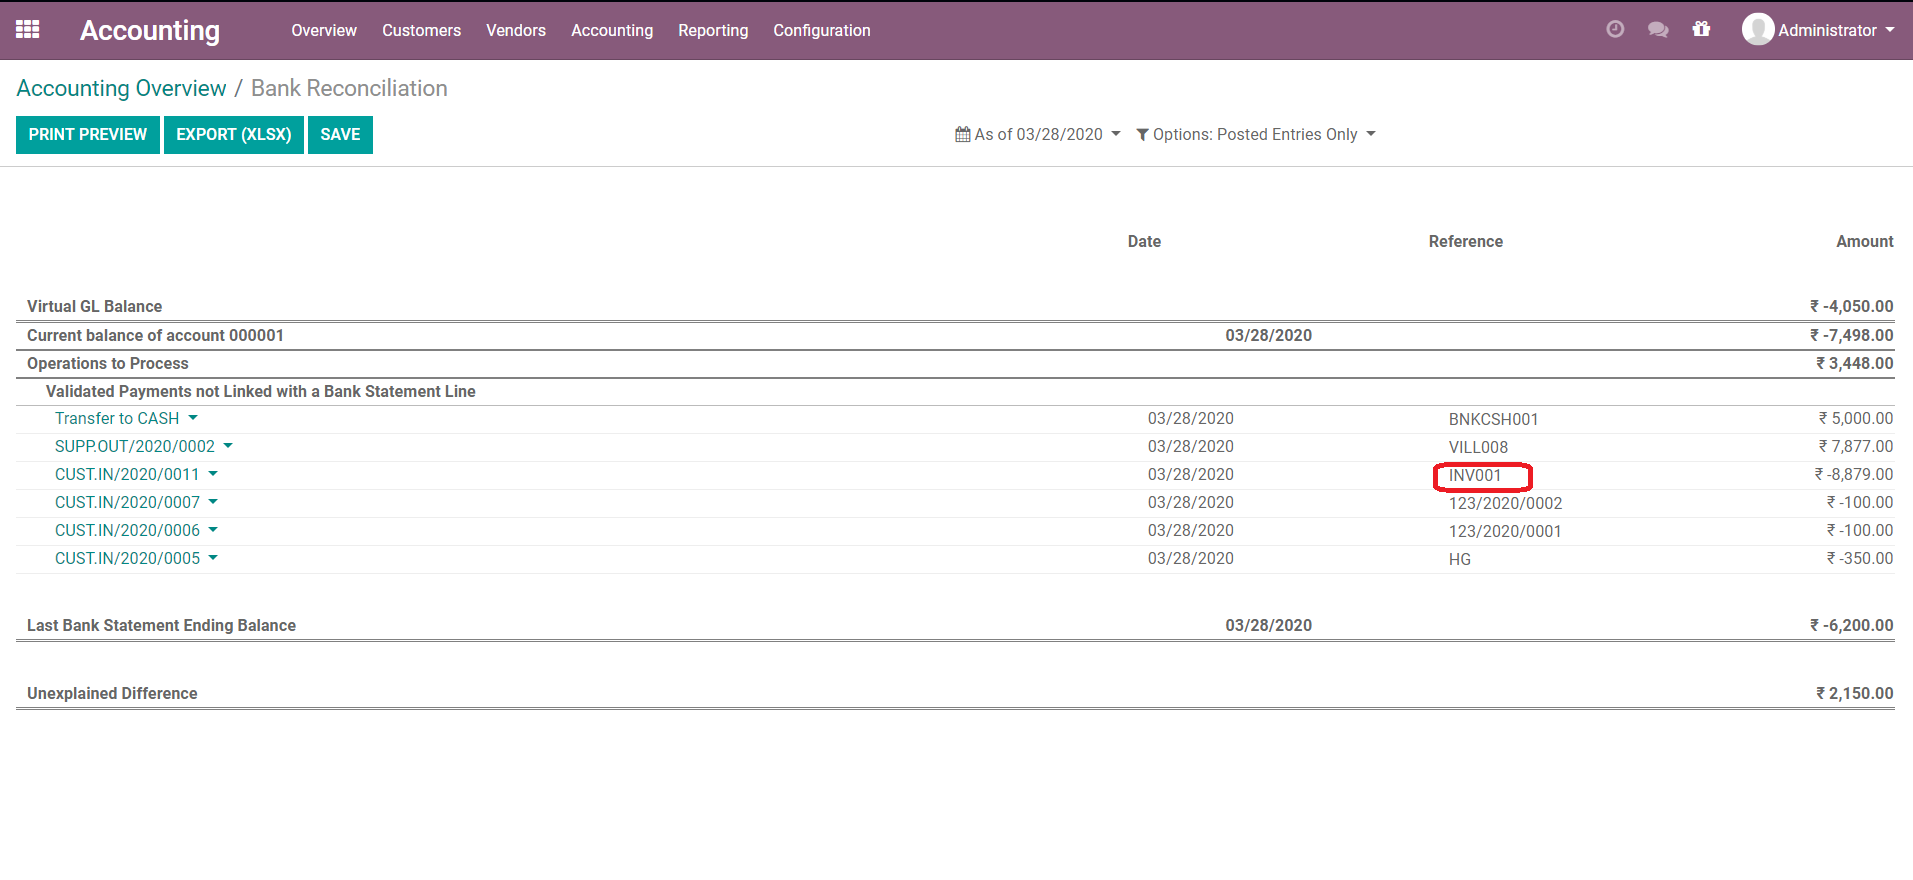 Accounting Overview Customers Vendors Accounting Reporting Configuration Administrator
Accounting Overview / Bank Reconciliation
PRINT PREVIEW EXPORT (XLSX) SAVE As of 03/28/2020 Options: Posted Entries Only
Date Reference Amount
Virtual GL Balance ₹ -4,050.00
Current balance of account 000001 03/28/2020 ₹ -7,498.00
Operations to Process ₹ 3,448.00
Validated Payments not Linked with a Bank Statement Line
Transfer to CASH 03/28/2020 BNKCSH001 ₹ 5,000.00
SUPP.OUT/2020/0002 03/28/2020 VILL008 ₹ 7,877.00
CUST.IN/2020/0011 03/28/2020 INV001 ₹ -8,879.00
CUST.IN/2020/0007 03/28/2020 123/2020/0002 ₹ -100.00
CUST.IN/2020/0006 03/28/2020 123/2020/0001 ₹ -100.00
CUST.IN/2020/0005 03/28/2020 HG ₹ -350.00
Last Bank Statement Ending Balance 03/28/2020 ₹ -6,200.00
Unexplained Difference ₹ 2,150.00